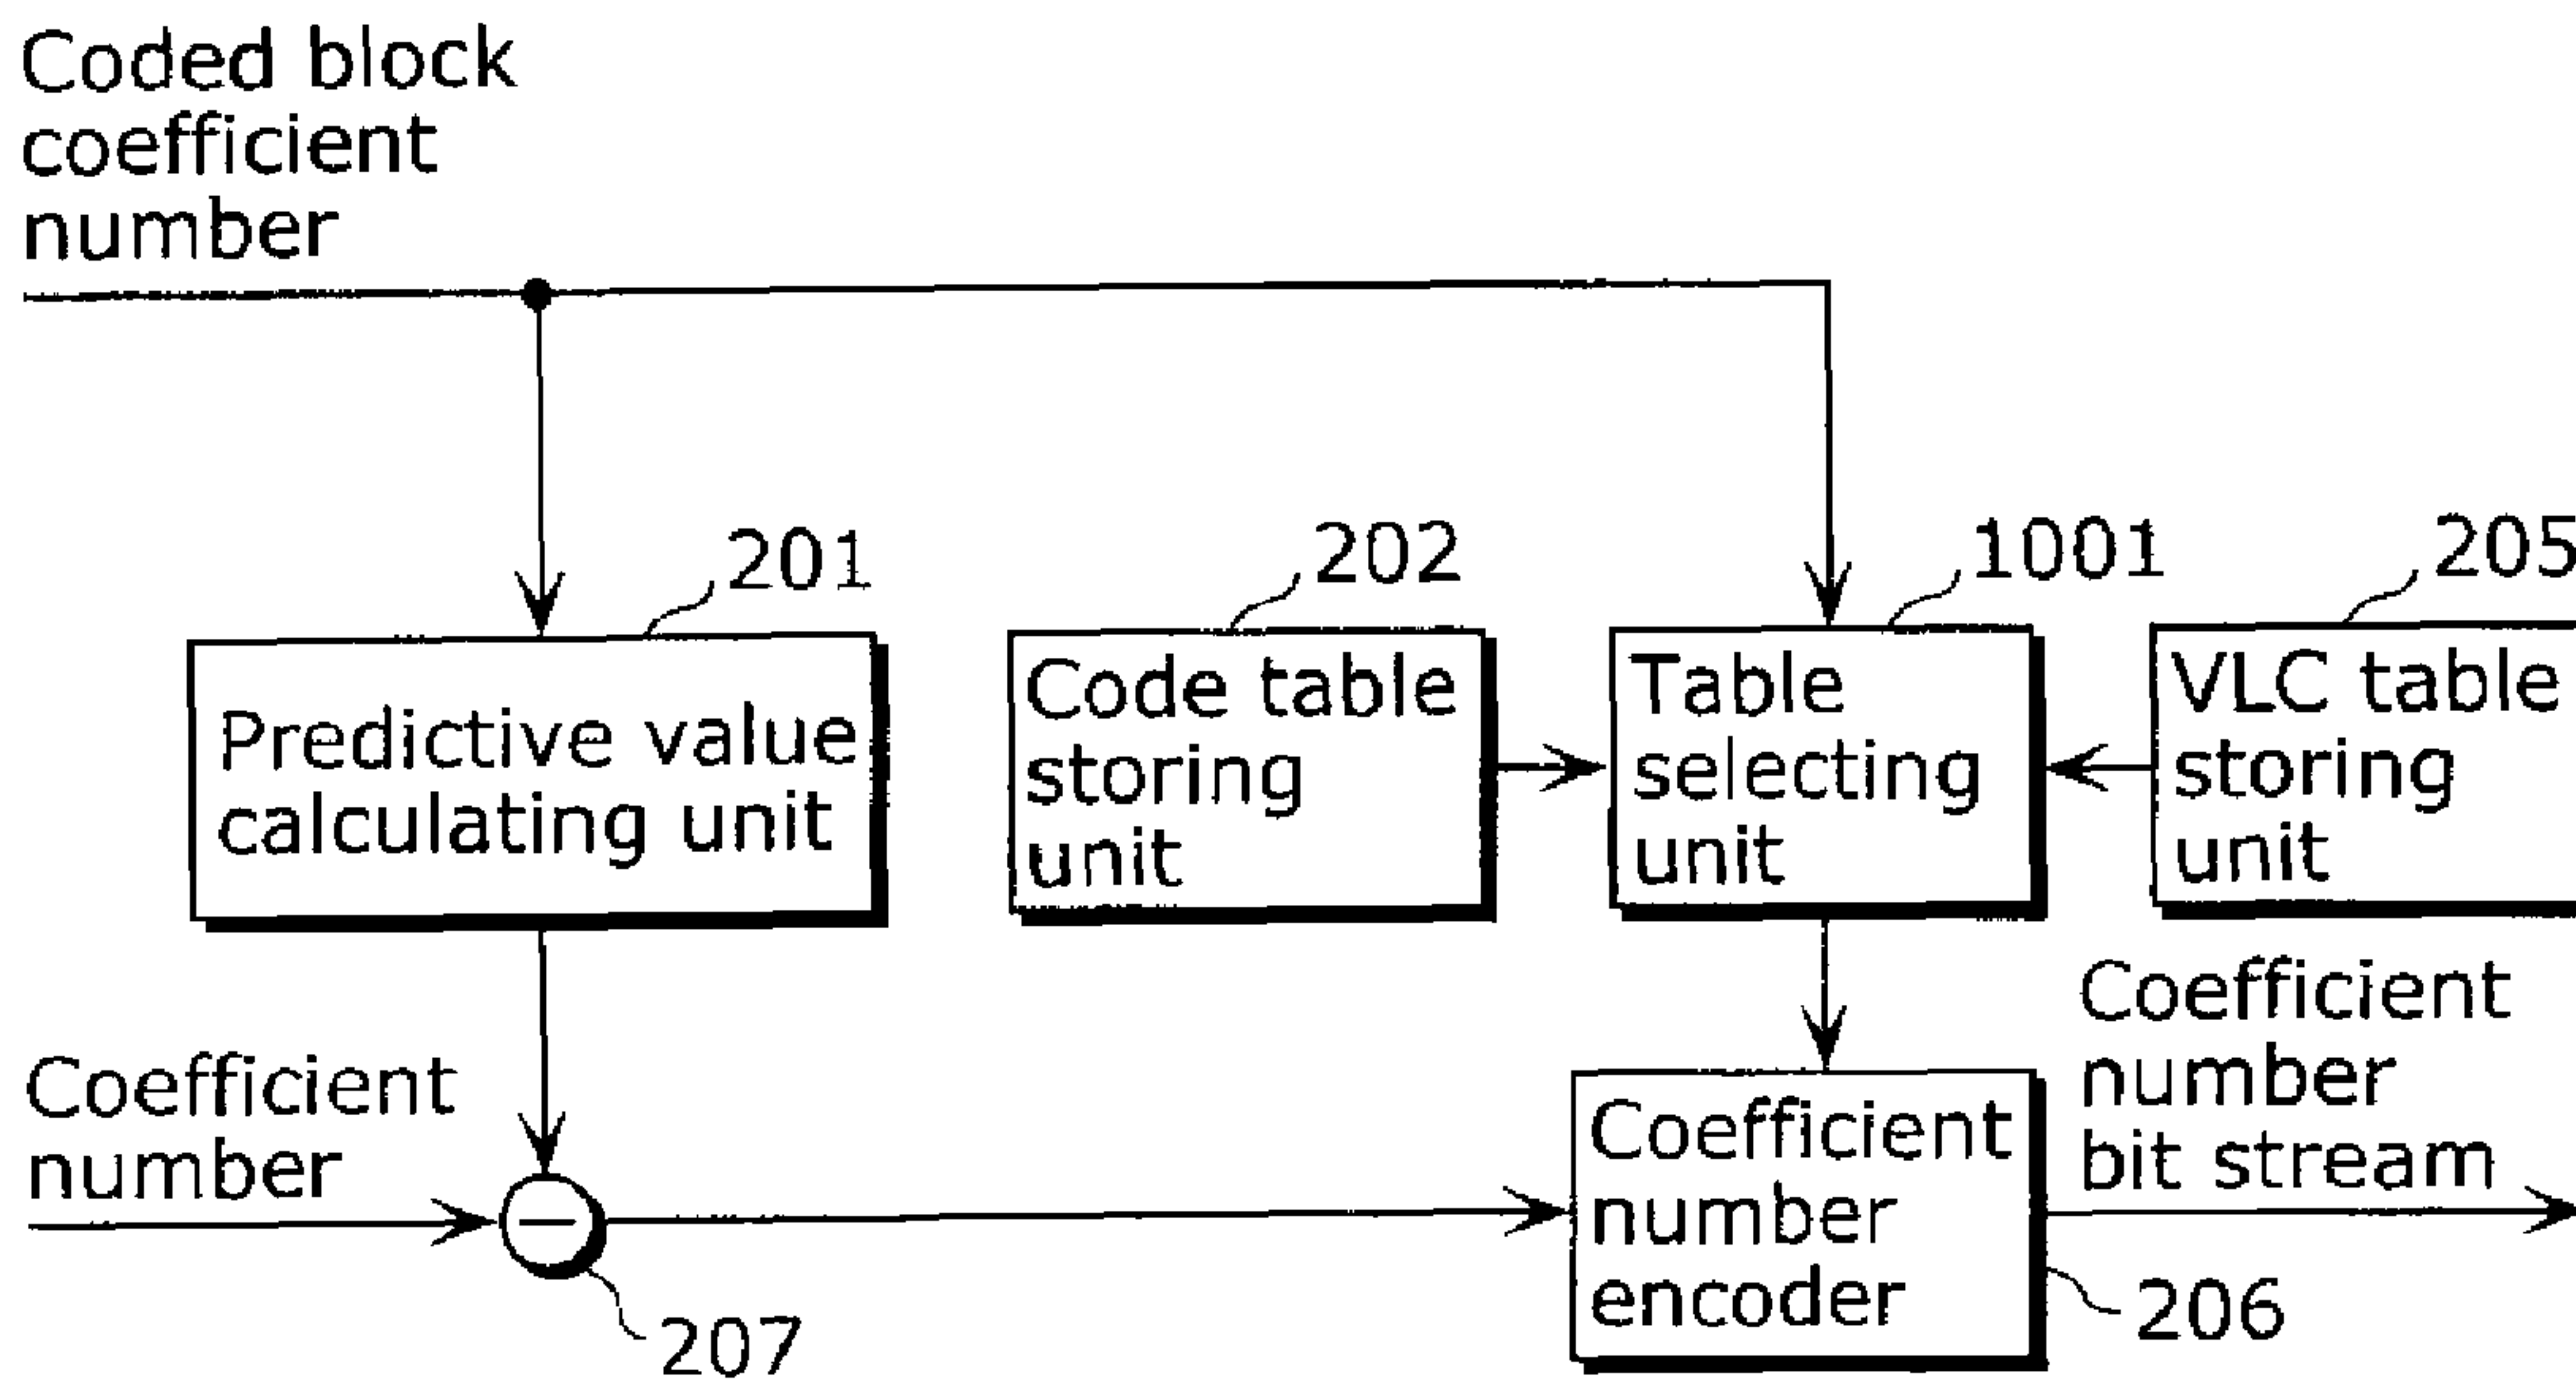 Coded block
coefficient
number
201
202
1001
205
Predictive value
calculating unit
Code table
storing
unit
Table
selecting
unit
VLC table
storing
unit
Coefficient
number
Coefficient
number
encoder
Coefficient
number
bit stream
207
206